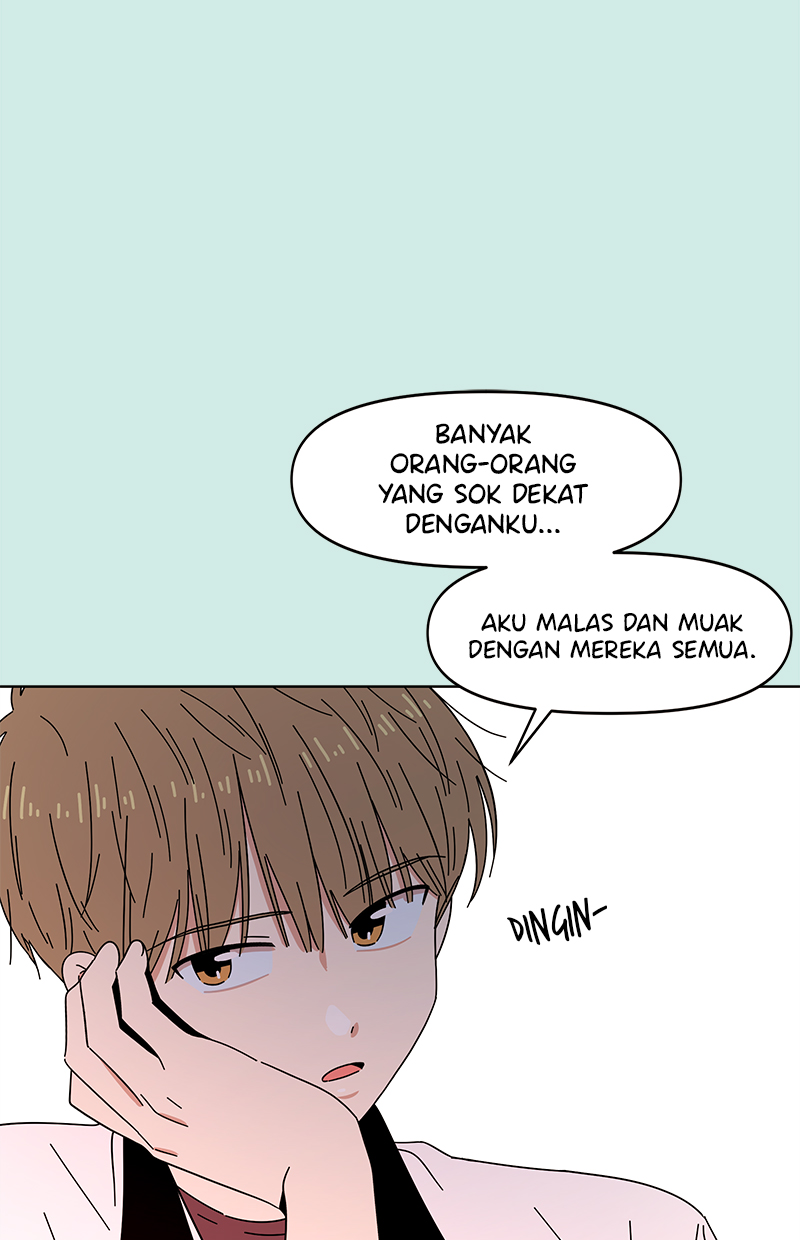 BANYAK
ORANG-ORANG
YANG SOK DEKAT
DENGANKU...
AKU MALAS DAN MUAK
DENGAN MEREKA SEMUA.
DINGIN-